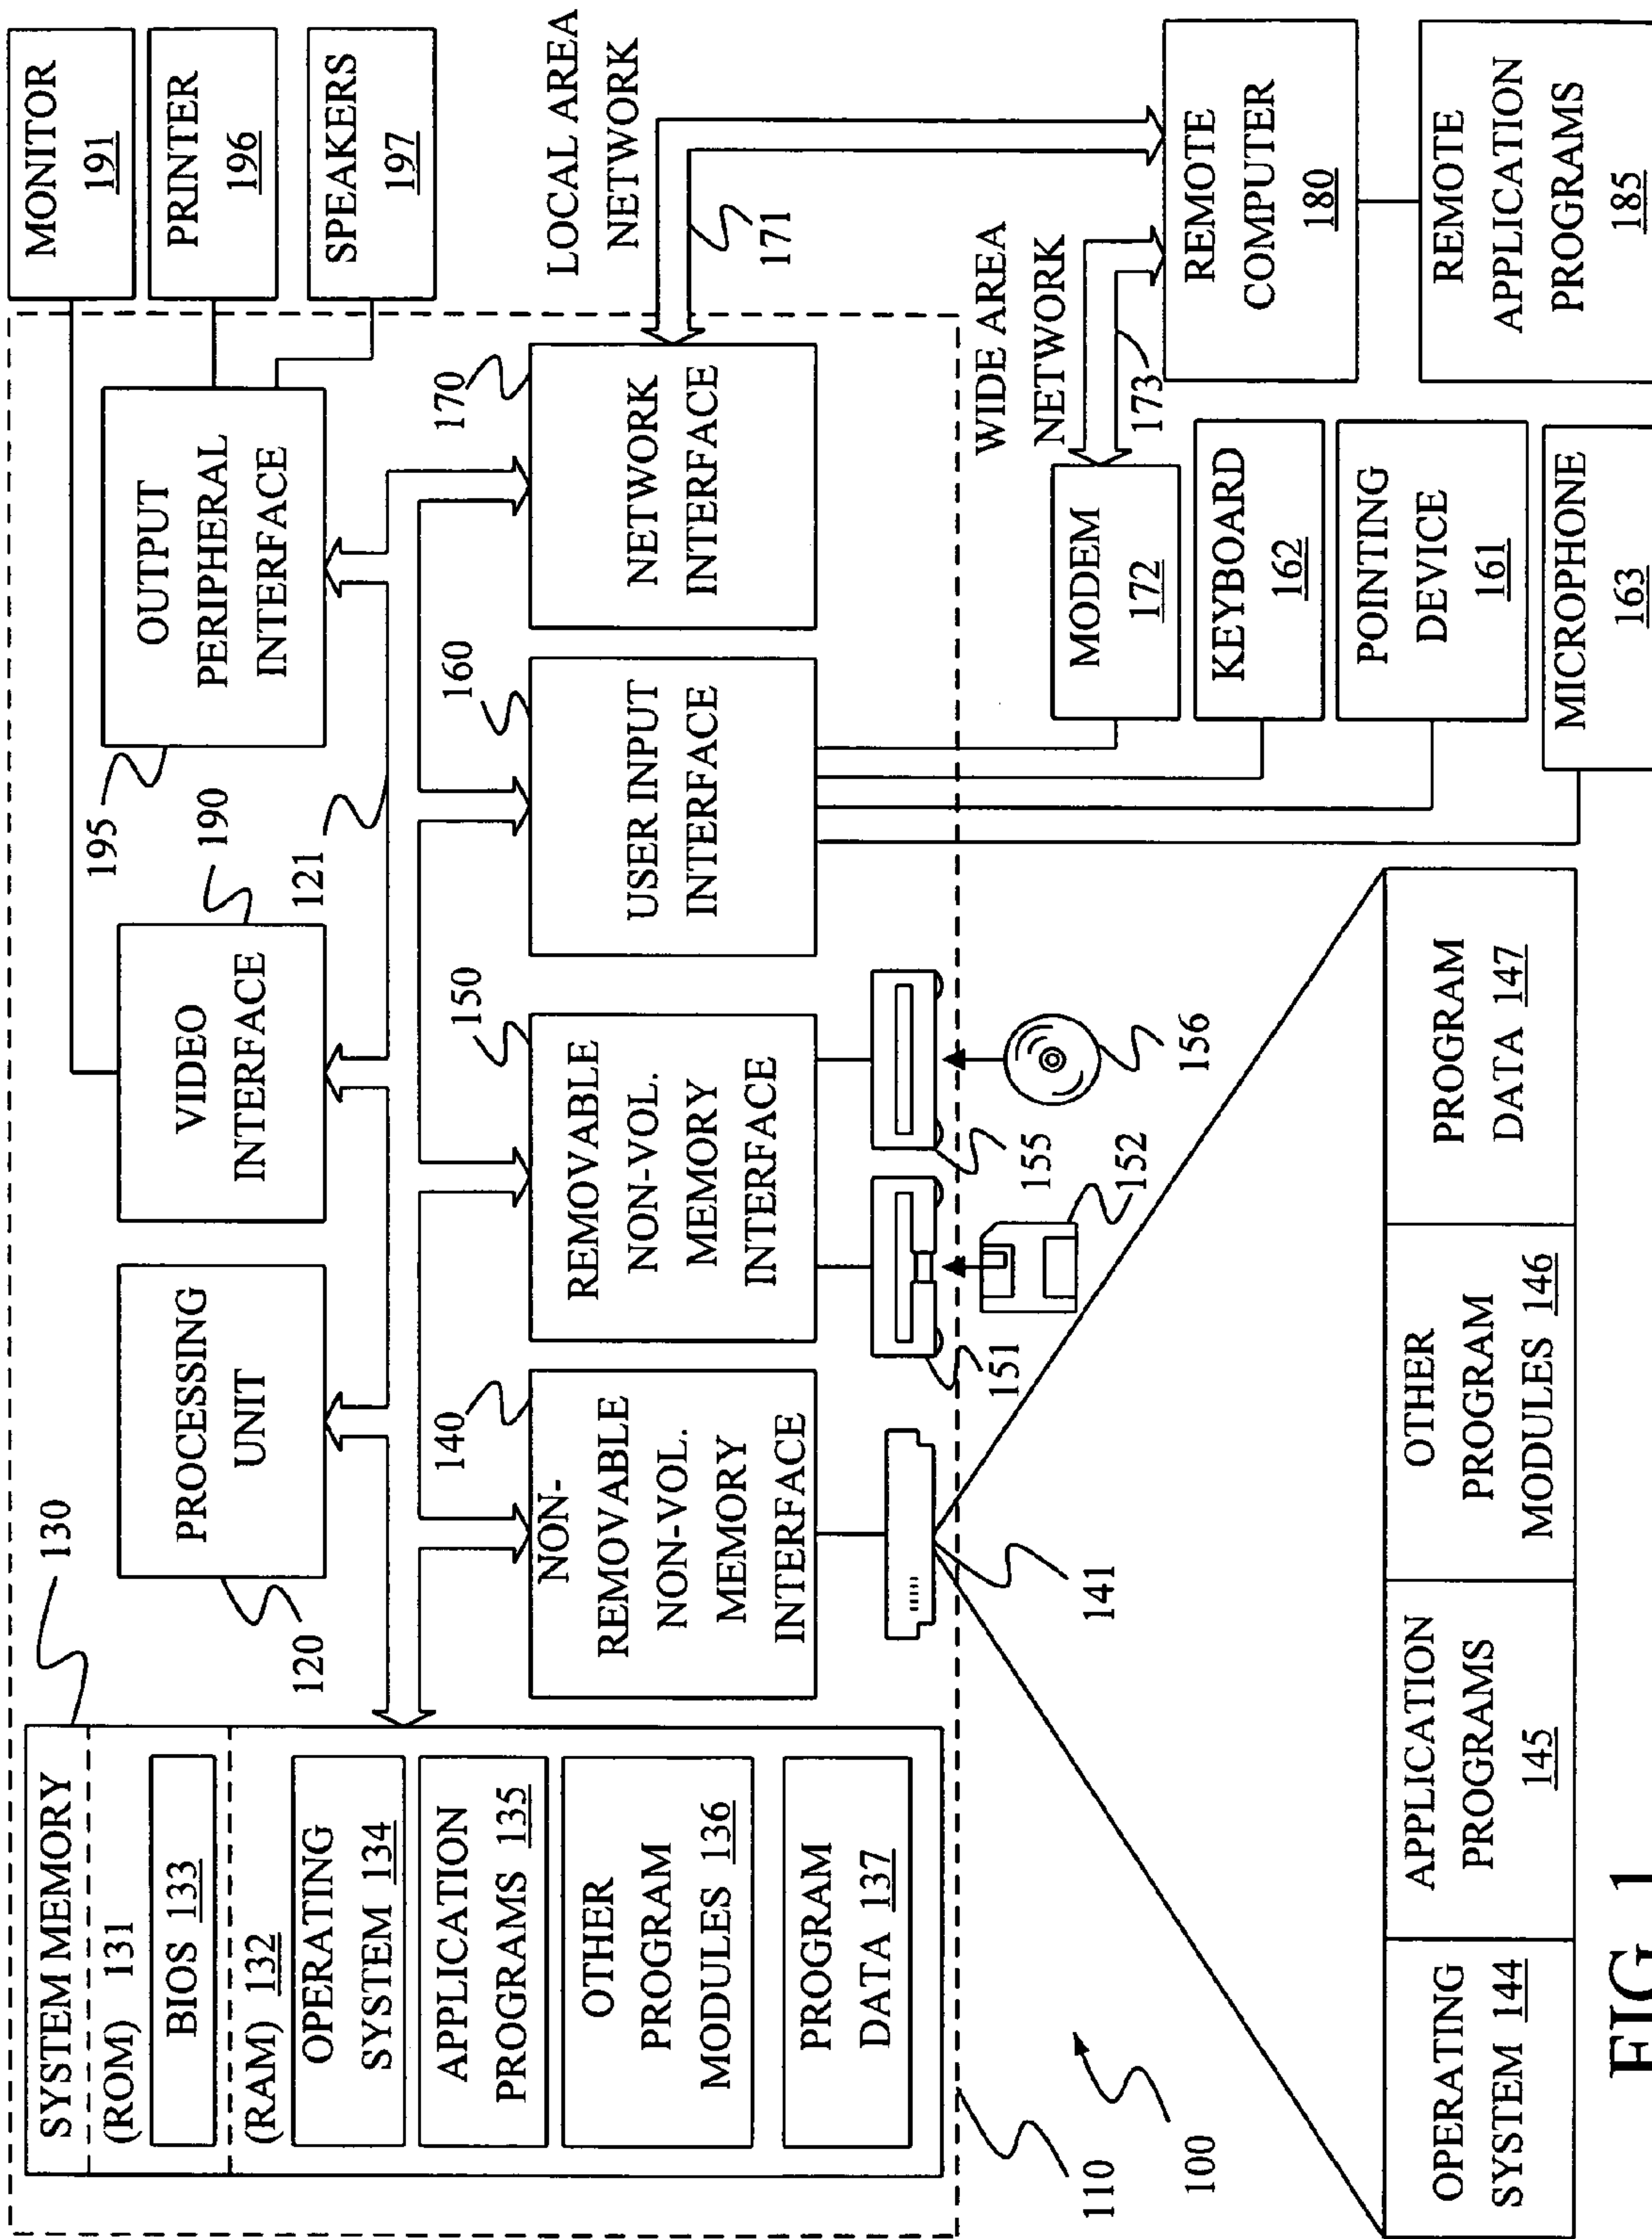 SYSTEM MEMORY
(ROM) 131
BIOS 133
(RAM) 132
OPERATING
SYSTEM 134
APPLICATION
PROGRAMS 135
OTHER
PROGRAM
MODULES 136
PROGRAM
DATA 137
130
120
PROCESSING
UNIT
190
VIDEO
INTERFACE
195
OUTPUT
PERIPHERAL
INTERFACE
121
MONITOR
191
PRINTER
196
SPEAKERS
197
140
NON-
REMOVABLE
NON-VOL.
MEMORY
INTERFACE
150
REMOVABLE
NON-VOL.
MEMORY
INTERFACE
160
USER INPUT
INTERFACE
170
NETWORK
INTERFACE
LOCAL AREA
NETWORK
171
WIDE AREA
NETWORK
173
141
151
152
155
156
MODEM
172
KEYBOARD
162
POINTING
DEVICE
161
MICROPHONE
163
REMOTE
COMPUTER
180
REMOTE
APPLICATION
PROGRAMS
185
110
100
OPERATING
SYSTEM 144
APPLICATION
PROGRAMS
145
OTHER
PROGRAM
MODULES 146
PROGRAM
DATA 147
FIG. 1